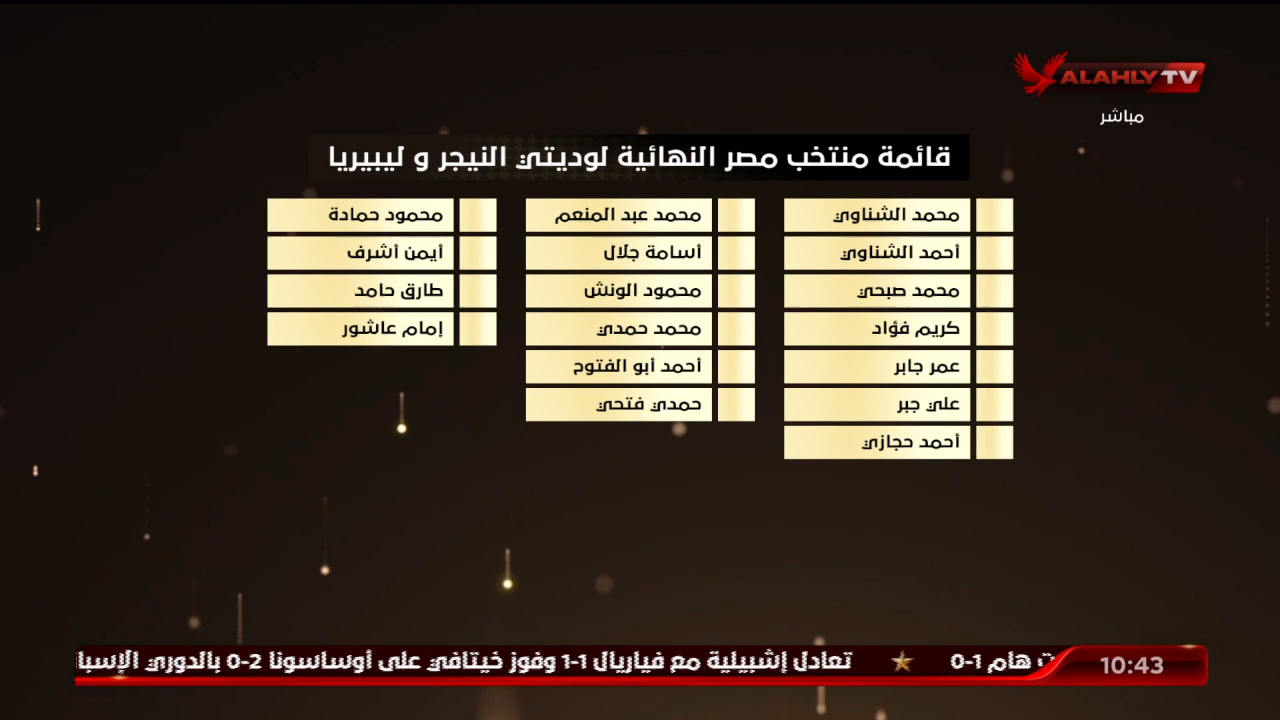 ALAHLY TV
مباشر
قائمة منتخب مصر النهائية لوديتي النيجر و ليبيريا
محمد الشناوي
أحمد الشناوي
محمد صبحي
كريم فؤاد
عمر جابر
علي جبر
أحمد حجازي
محمد عبد المنعم
أسامة جلال
محمود الونش
محمد حمدي
أحمد أبو الفتوح
حمدي فتحي
محمود حمادة
أيمن أشرف
طارق حامد
إمام عاشور
10:43
هام 1-0 ★ تعادل إشبيلية مع فياريال 1-1 وفوز خيتافي على أوساسونا 2-0 بالدوري الإسبا